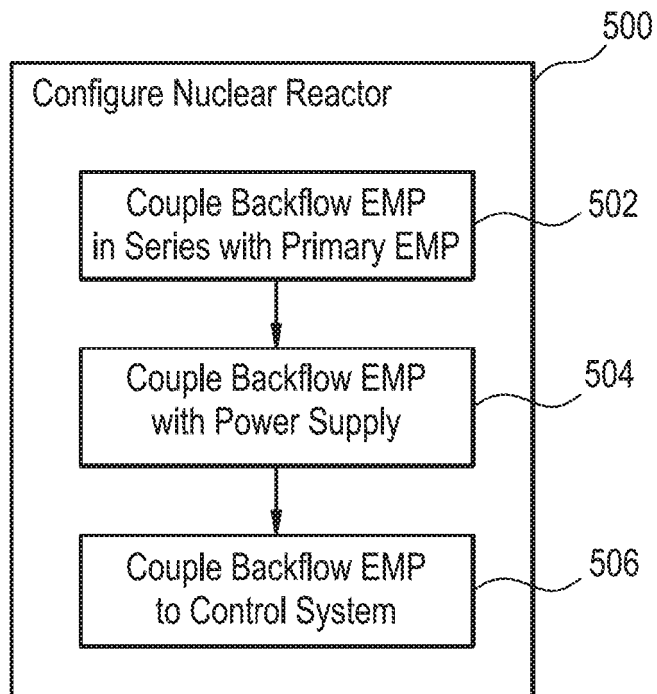 500
Configure Nuclear Reactor
Couple Backflow EMP
in Series with Primary EMP
502
Couple Backflow EMP
with Power Supply
504
Couple Backflow EMP
to Control System
506